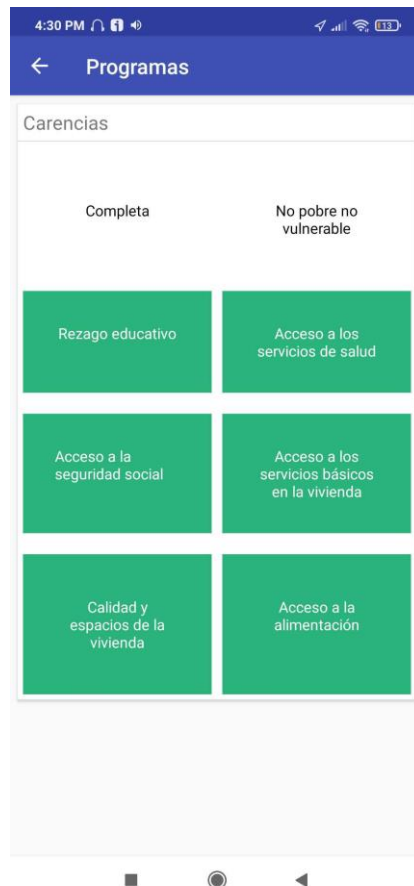 4:30 PM
13
Programas
Carencias
Completa
No pobre no
vulnerable
Rezago educativo
Acceso a los
servicios de salud
Acceso a la
seguridad social
Acceso a los
servicios básicos
en la vivienda
Calidad y
espacios de la
vivienda
Acceso a la
alimentación